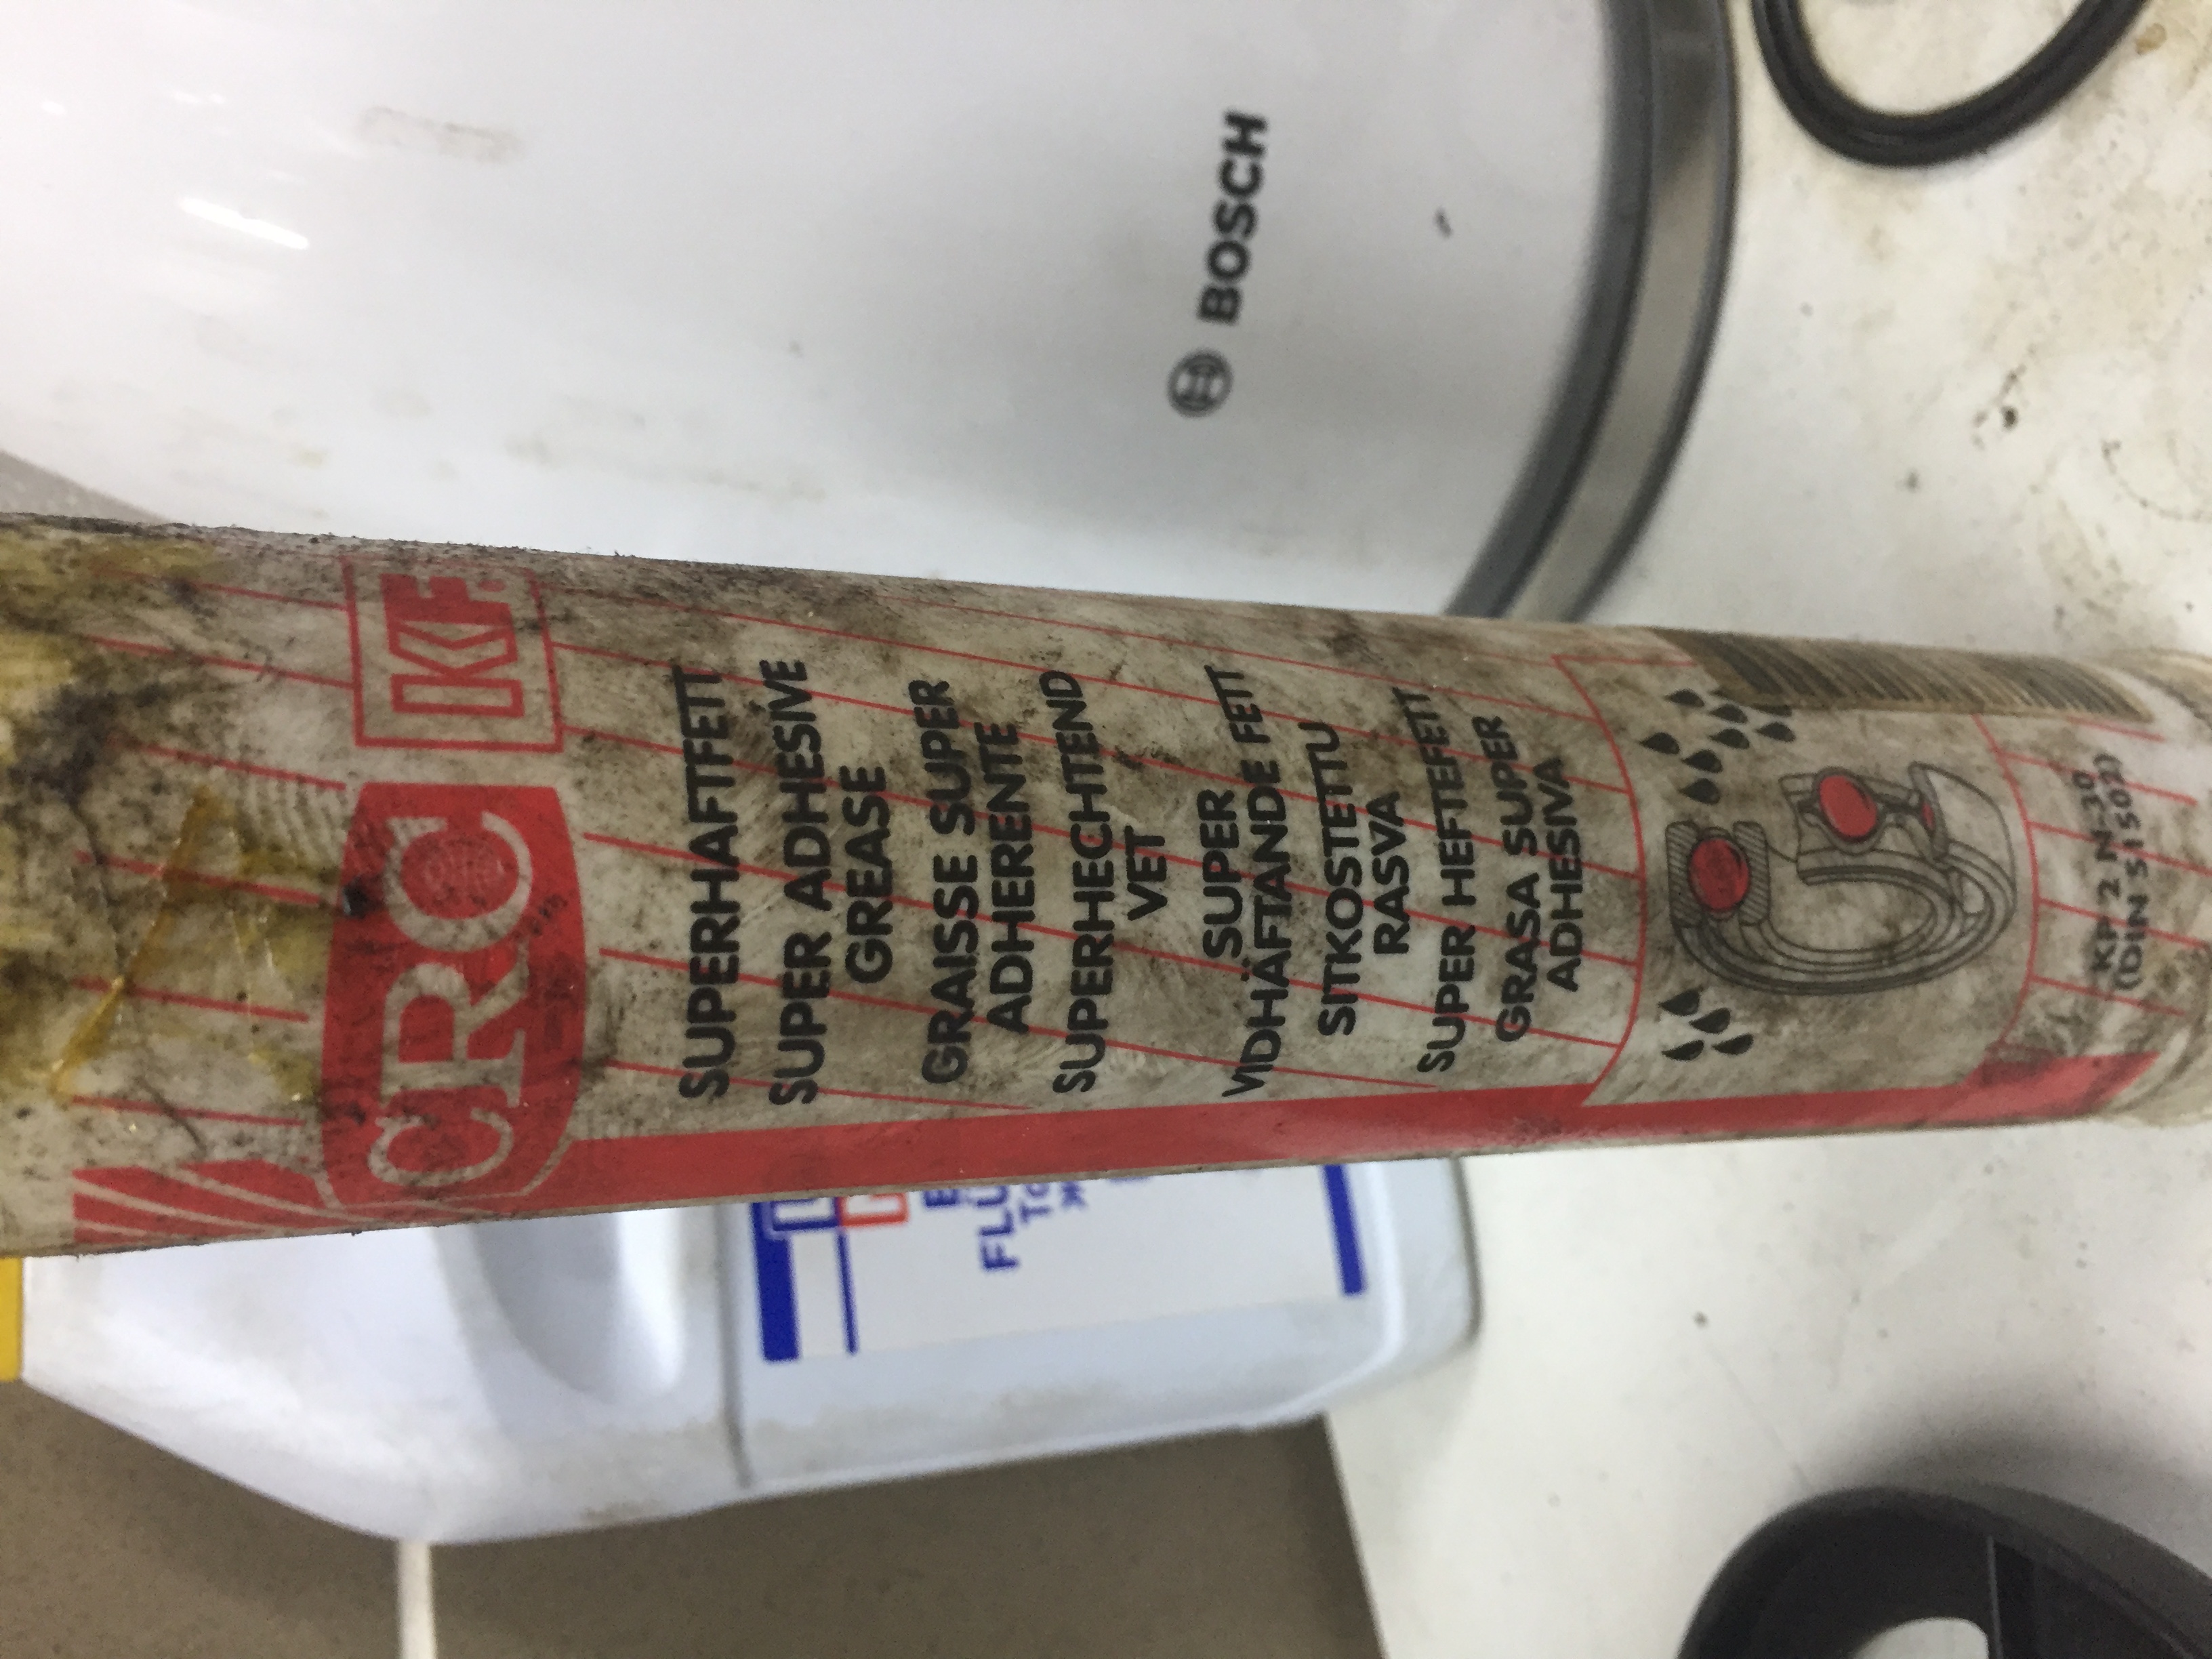 BOSCH
CRC KF
SUPERHAFTFETT
SUPER ADHESIVE
GREASE
GRAISSE SUPER
ADHERENTE
SUPERHECHTEND
VET
SUPER
VIDHÄFTANDE FETT
SITKOSTETTU
RASVA
SUPER HEFTEFETT
GRASA SUPER
ADHESIVA
KP 2 N-30
(DIN 51502)